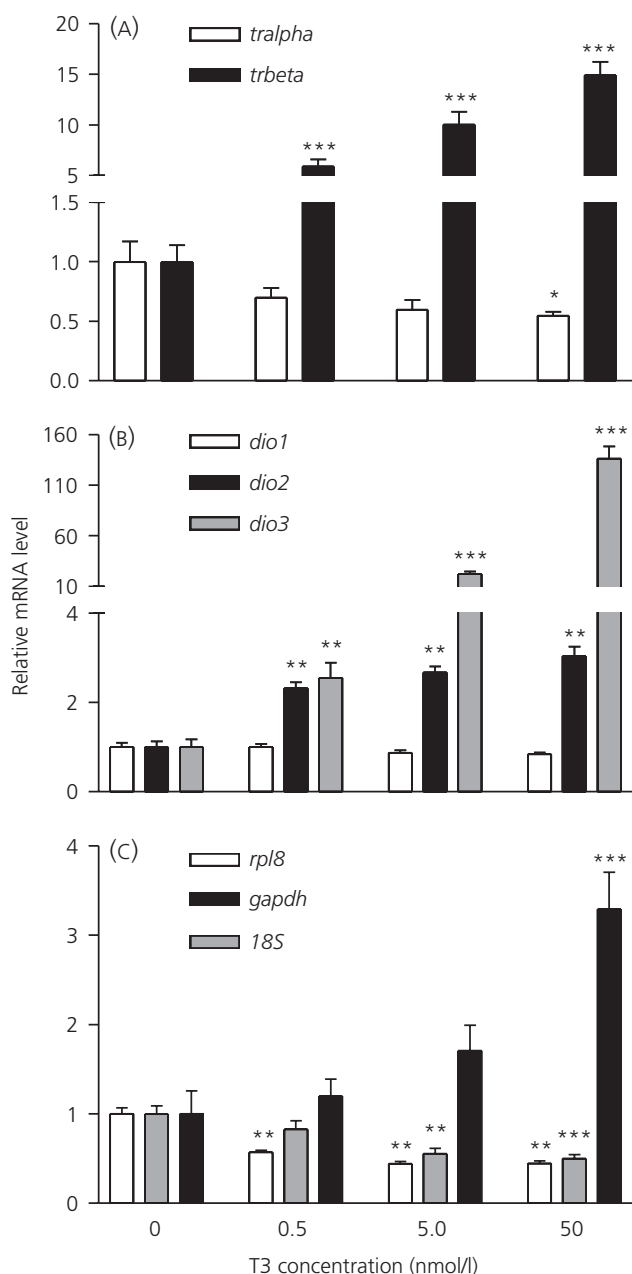 (A)
tralpha
trbeta
20
15
10
5
1.5
1.0
0.5
0.0
***
***
***
*
(B)
dio1
dio2
dio3
160
110
60
10
4
2
0
** **
** ***
** ***
Relative mRNA level
(C)
rpl8
gapdh
18S
4
3
2
1
0
**
** **
** *** ***
0 0.5 5.0 50
T3 concentration (nmol/l)